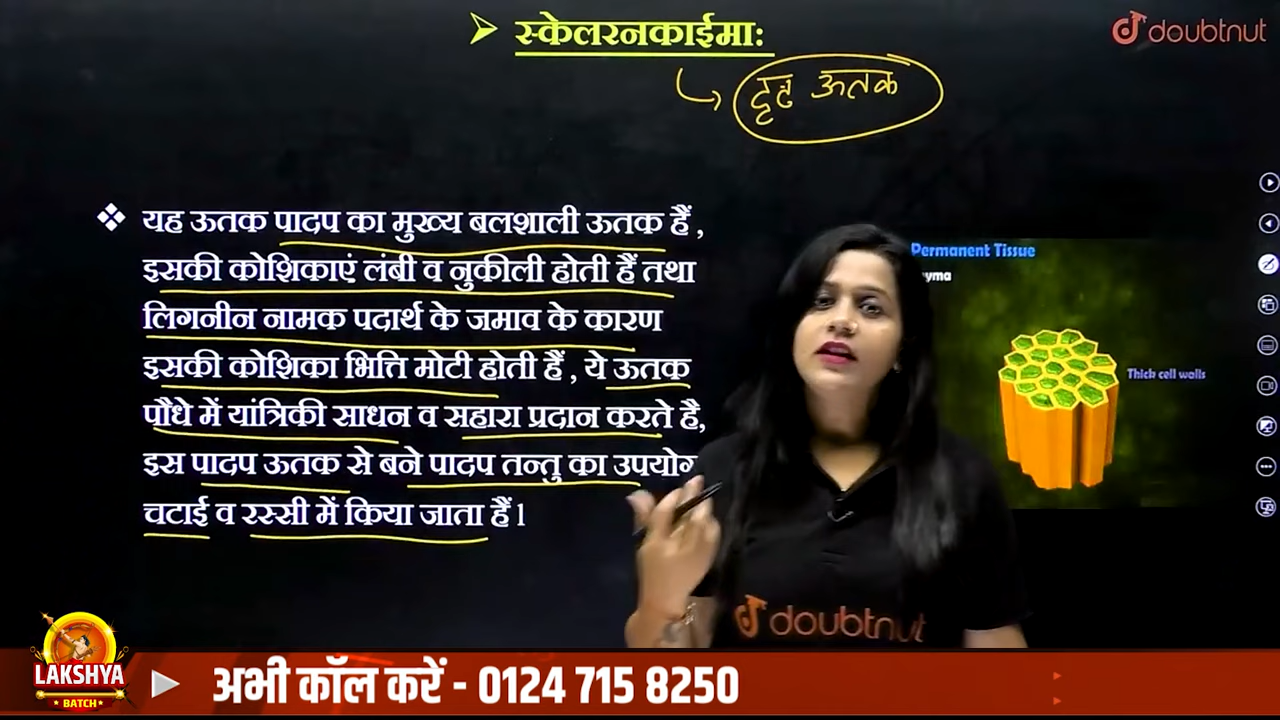 स्केलरनकाईमाः
doubtnut
दृढ ऊतक
यह ऊतक पादप का मुख्य बलशाली ऊतक हैं ,
इसकी कोशिकाएं लंबी व नुकीली होती हैं तथा
लिगनीन नामक पदार्थ के जमाव के कारण
इसकी कोशिका भित्ति मोटी होती हैं , ये ऊतक
पौधे में यांत्रिकी साधन व सहारा प्रदान करते है,
इस पादप ऊतक से बने पादप तन्तु का उपयोग
चटाई व रस्सी में किया जाता हैं l
Permanent Tissue
Thick cell walls
doubtnut
LAKSHYA
BATCH
अभी कॉल करें - 0124 715 8250